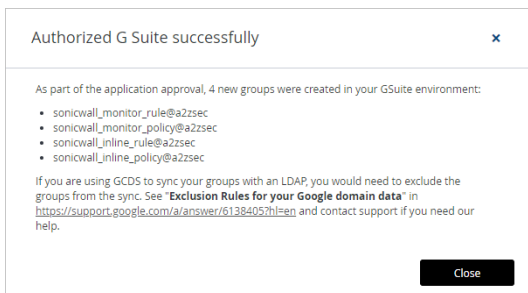 Authorized G Suite successfully
×
As part of the application approval, 4 new groups were created in your GSuite environment:
• sonicwall_monitor_rule@a2zsec
• sonicwall_monitor_policy@a2zsec
• sonicwall_inline_rule@a2zsec
• sonicwall_inline_policy@a2zsec
If you are using GCDS to sync your groups with an LDAP, you would need to exclude the
groups from the sync. See "Exclusion Rules for your Google domain data" in
https://support.google.com/a/answer/6138405?hl=en and contact support if you need our
help.
Close